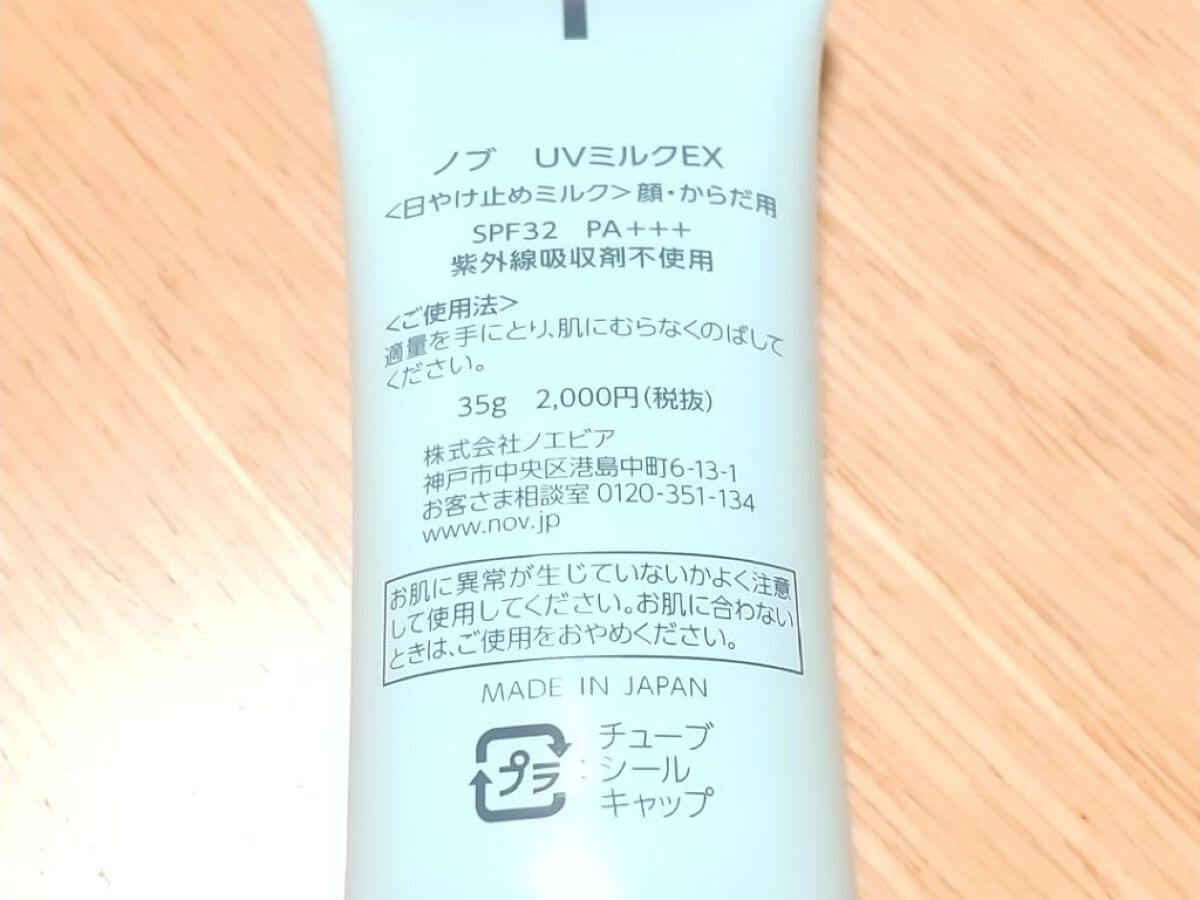 ノブ UVミルクEX
<日やけ止めミルク>顔・からだ用
SPF32 PA+++
紫外線吸収剤不使用
<ご使用法>
適量を手にとり、肌にむらなくのばして
ください。
35g 2,000円(税抜)
株式会社ノエビア
神戸市中央区港島中町6-13-1
お客さま相談室 0120-351-134
www.nov.jp
お肌に異常が生じていないかよく注意
して使用してください。お肌に合わない
ときは、ご使用をおやめください。
MADE IN JAPAN
プラ:チューブ
シール
キャップ